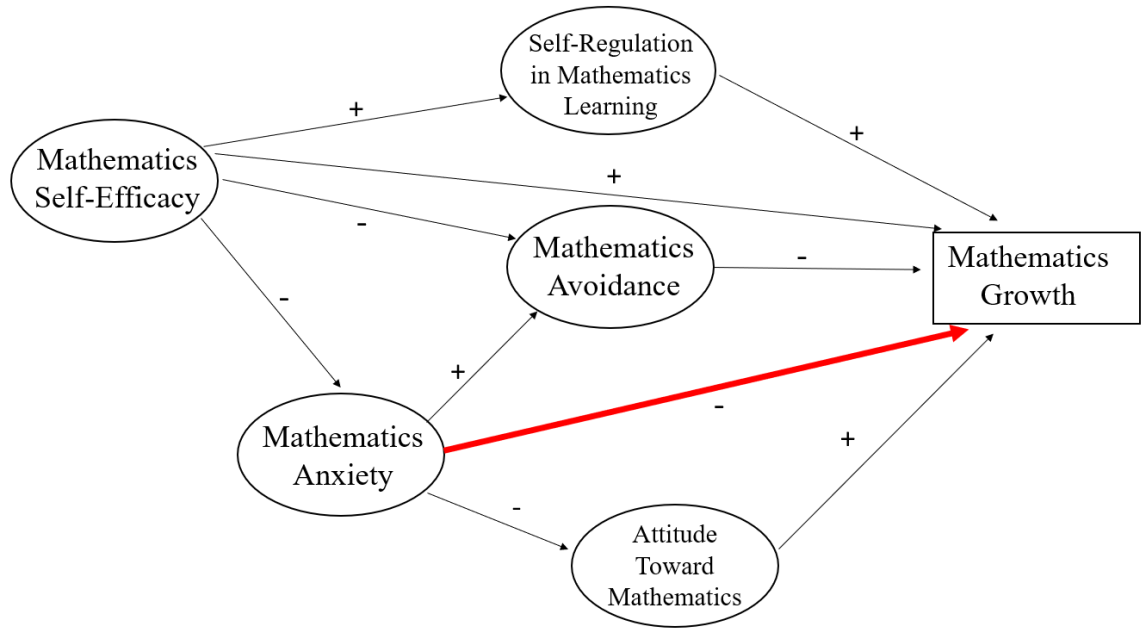 Self-Regulation
in Mathematics
Learning
+
+
Mathematics
Self-Efficacy
+
-
Mathematics
Avoidance
-
Mathematics
Growth
-
+
-
Mathematics
Anxiety
+
-
Attitude
Toward
Mathematics